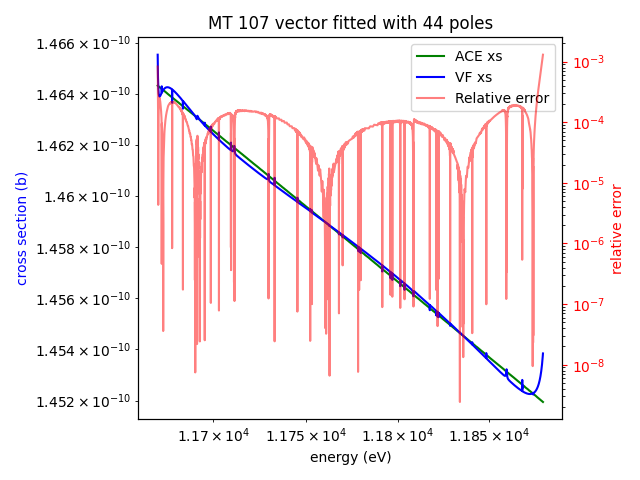 MT 107 vector fitted with 44 poles
ACE xs
VF xs
Relative error
1.466 × 10⁻¹⁰
1.464 × 10⁻¹⁰
1.462 × 10⁻¹⁰
1.46 × 10⁻¹⁰
1.458 × 10⁻¹⁰
1.456 × 10⁻¹⁰
1.454 × 10⁻¹⁰
1.452 × 10⁻¹⁰
cross section (b)
10⁻³
10⁻⁴
10⁻⁵
10⁻⁶
10⁻⁷
10⁻⁸
relative error
1.17 × 10⁴ 1.175 × 10⁴ 1.18 × 10⁴ 1.185 × 10⁴
energy (eV)